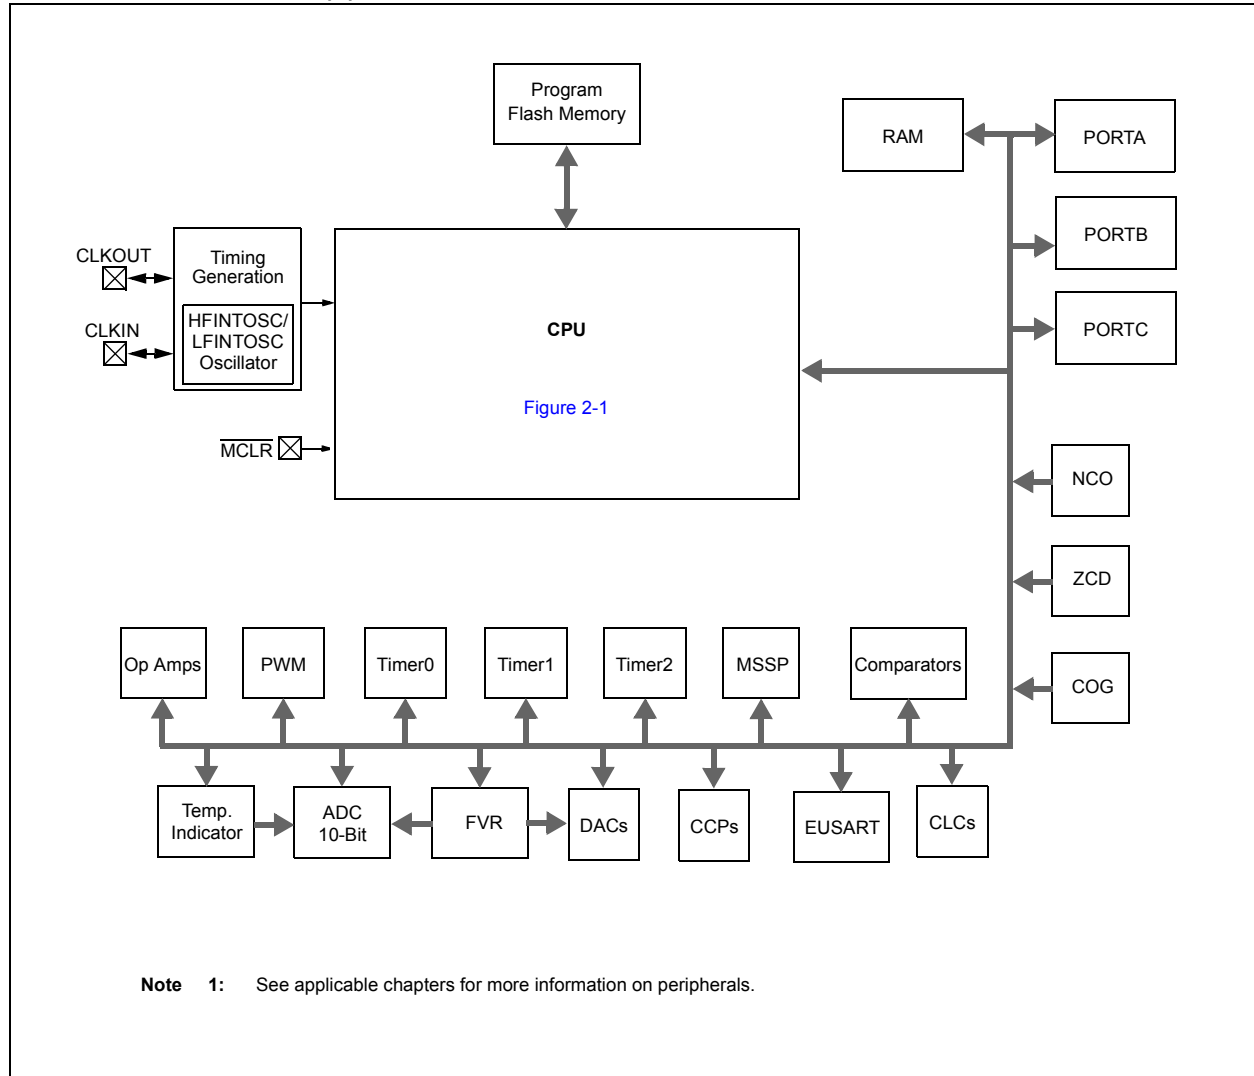 Program
Flash Memory
RAM
PORTA
CLKOUT
Timing
Generation
PORTB
CLKIN
HFINTOSC/
LFINTOSC
Oscillator
CPU
PORTC
Figure 2-1
MCLR
NCO
ZCD
Op Amps
PWM
Timer0
Timer1
Timer2
MSSP
Comparators
COG
Temp.
Indicator
ADC
10-Bit
FVR
DACs
CCPs
EUSART
CLCs
Note 1: See applicable chapters for more information on peripherals.